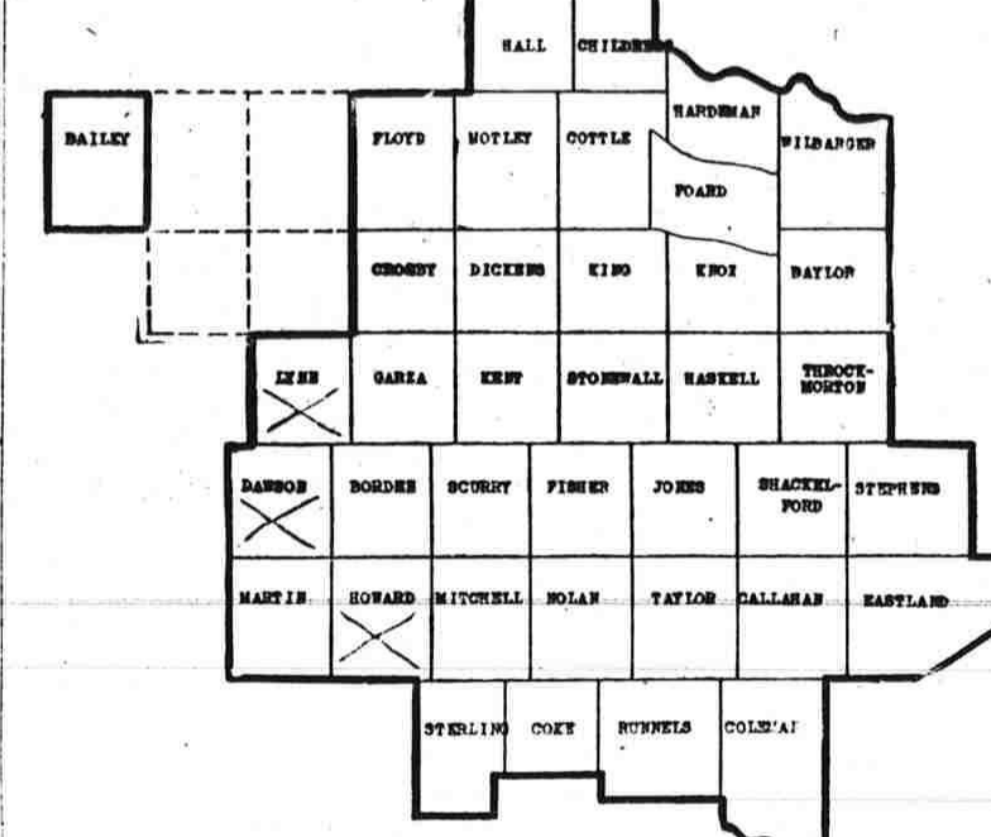 HALL CHILDRESS
BAILEY FLOYD MOTLEY COTTLE HARDEMAN WILBARGER
FOARD
CROSBY DICKENS KING KNOX BAYLOR
LYNN GARZA KENT STONEWALL HASKELL THROCK-
MORTON
DAWSON BORDEN SCURRY FISHER JONES SHACKEL-
FORD STEPHENS
MARTIN HOWARD MITCHELL NOLAN TAYLOR CALLAHAN EASTLAND
STERLING COKE RUNNELS COLEMAN